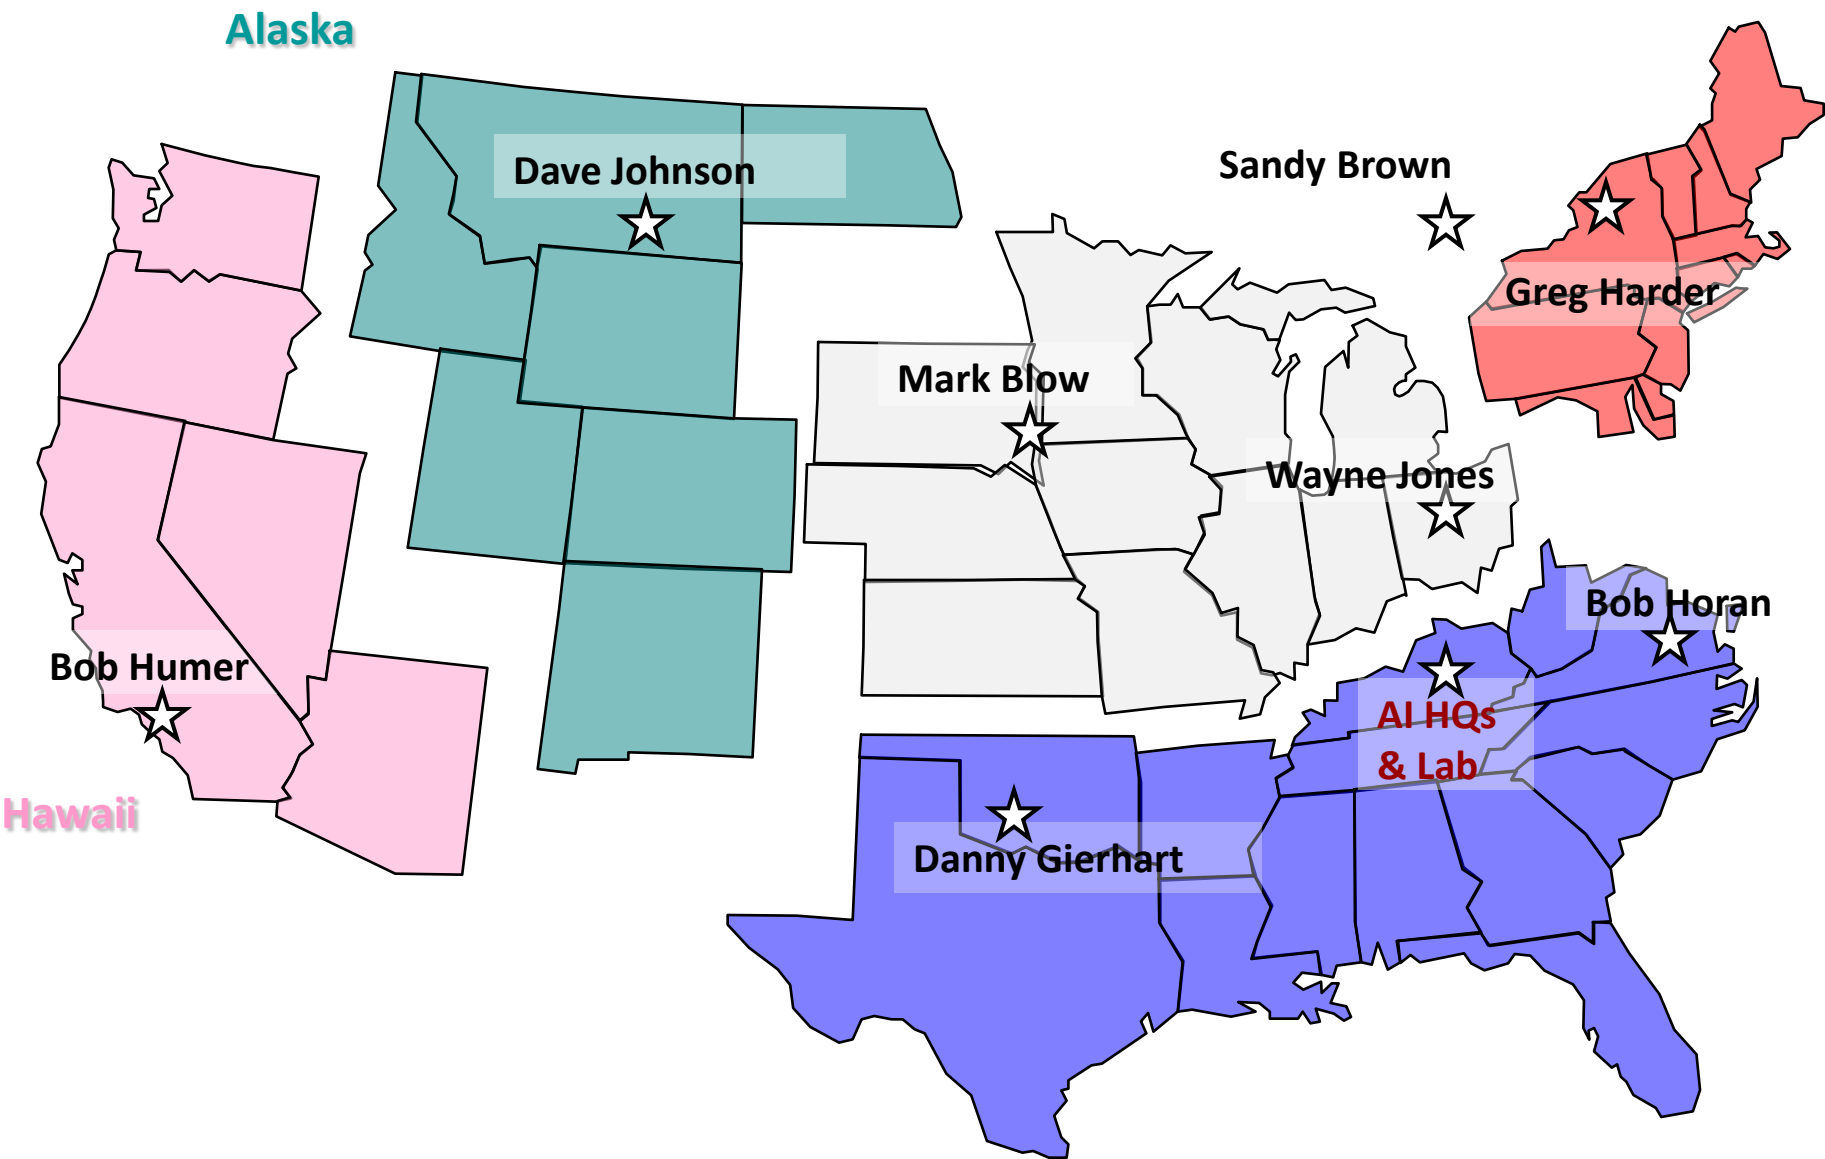 Alaska
Dave Johnson
Sandy Brown
Greg Harder
Mark Blow
Wayne Jones
Bob Horan
Bob Humer
AI HQs
& Lab
Hawaii
Danny Gierhart